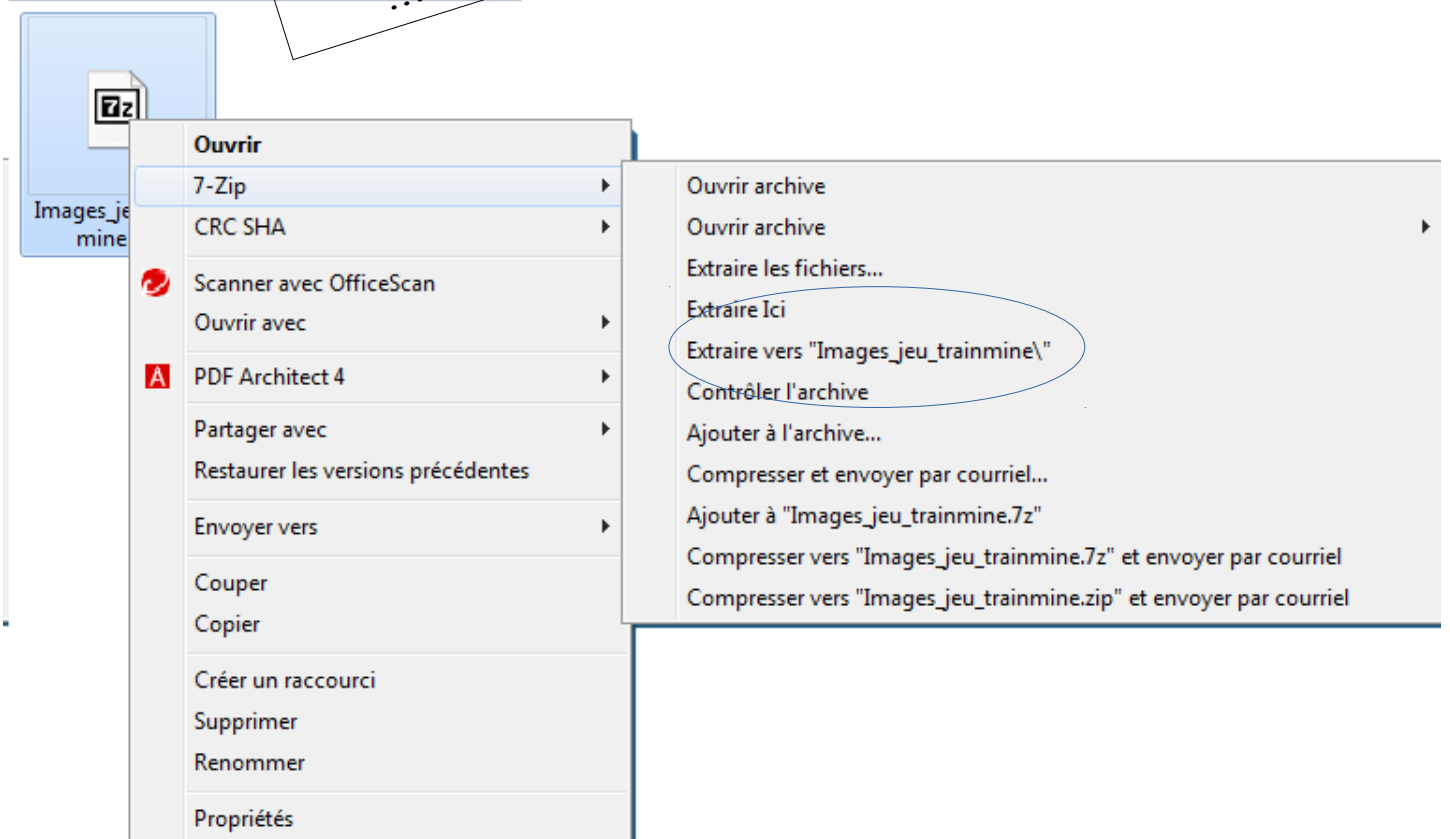 ...
7z
Images_je
mine
Ouvrir
7-Zip
CRC SHA
Scanner avec OfficeScan
Ouvrir avec
PDF Architect 4
Partager avec
Restaurer les versions précédentes
Envoyer vers
Couper
Copier
Créer un raccourci
Supprimer
Renommer
Propriétés
Ouvrir archive
Ouvrir archive
Extraire les fichiers...
Extraire Ici
Extraire vers "Images_jeu_trainmine\"
Contrôler l'archive
Ajouter à l'archive...
Compresser et envoyer par courriel...
Ajouter à "Images_jeu_trainmine.7z"
Compresser vers "Images_jeu_trainmine.7z" et envoyer par courriel
Compresser vers "Images_jeu_trainmine.zip" et envoyer par courriel